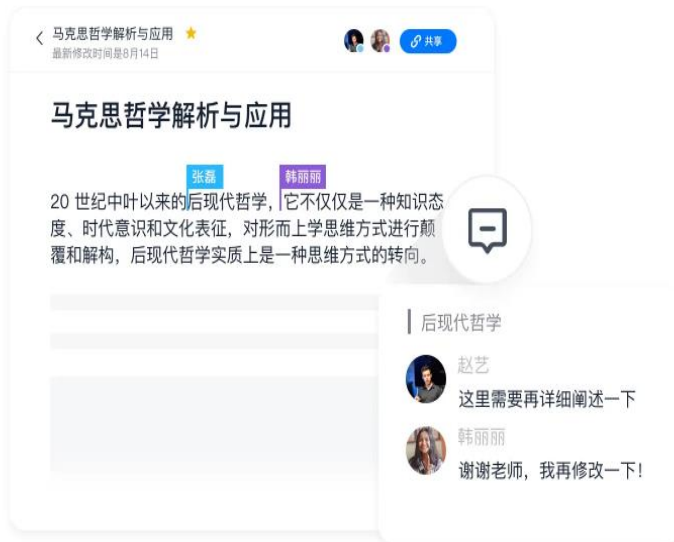 马克思哲学解析与应用
最新修改时间是8月14日
共享
马克思哲学解析与应用
张磊
韩丽丽
20 世纪中叶以来的后现代哲学，它不仅仅是一种知识态
度、时代意识和文化表征，对形而上学思维方式进行颠
覆和解构，后现代哲学实质上是一种思维方式的转向。
后现代哲学
赵艺
这里需要再详细阐述一下
韩丽丽
谢谢老师，我再修改一下！